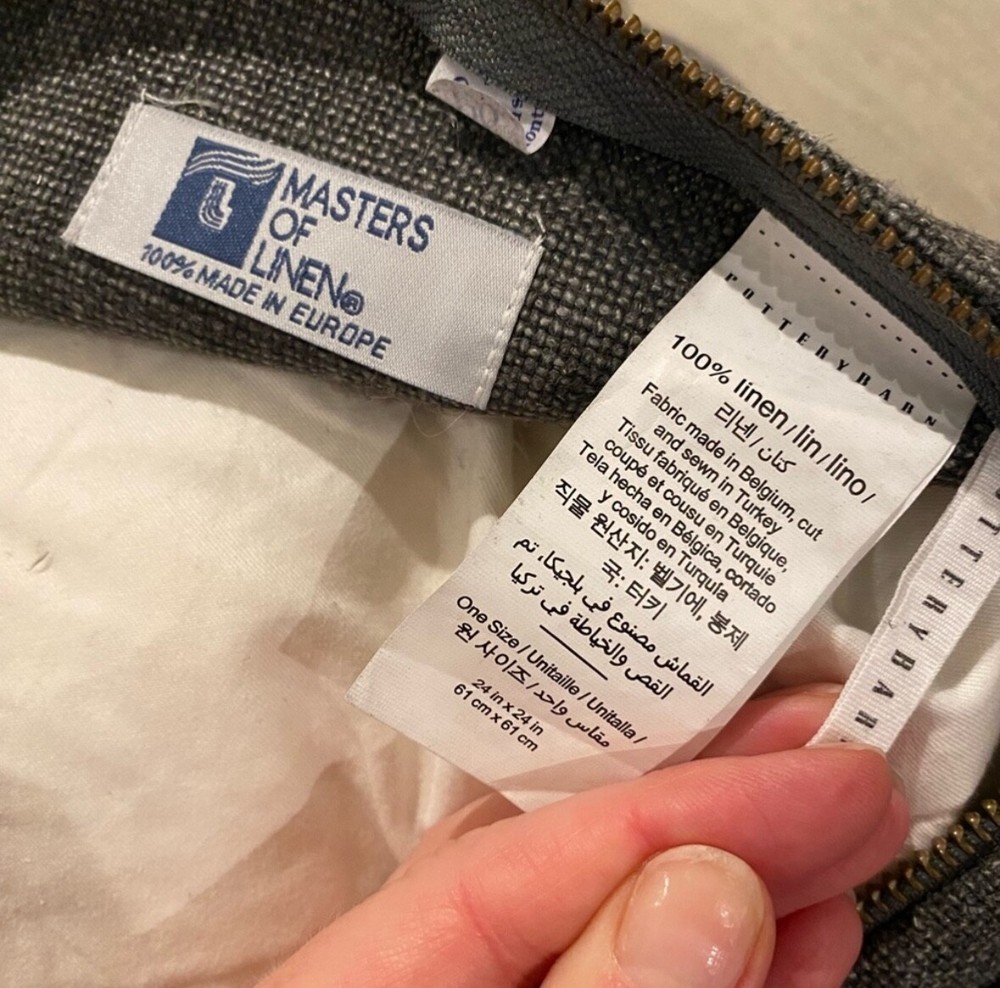 MASTERS
OF
LINEN®
100% MADE IN EUROPE
POTTERYBARN
100% linen / lin / lino /
리넨 / كتان
Fabric made in Belgium, cut
and sewn in Turkey
Tissu fabriqué en Belgique,
coupé et cousu en Turquie
Tela hecha en Bélgica, cortado
y cosido en Turquía
직물 원산지: 벨기에, 봉제
국: 터키
القماش مصنوع في بلجيكا، تم
القص والخياطة في تركيا
One Size / Unitaille / Unitalla /
원 사이즈 / مقاس واحد
24 in x 24 in
61 cm x 61 cm
TTERYBAR